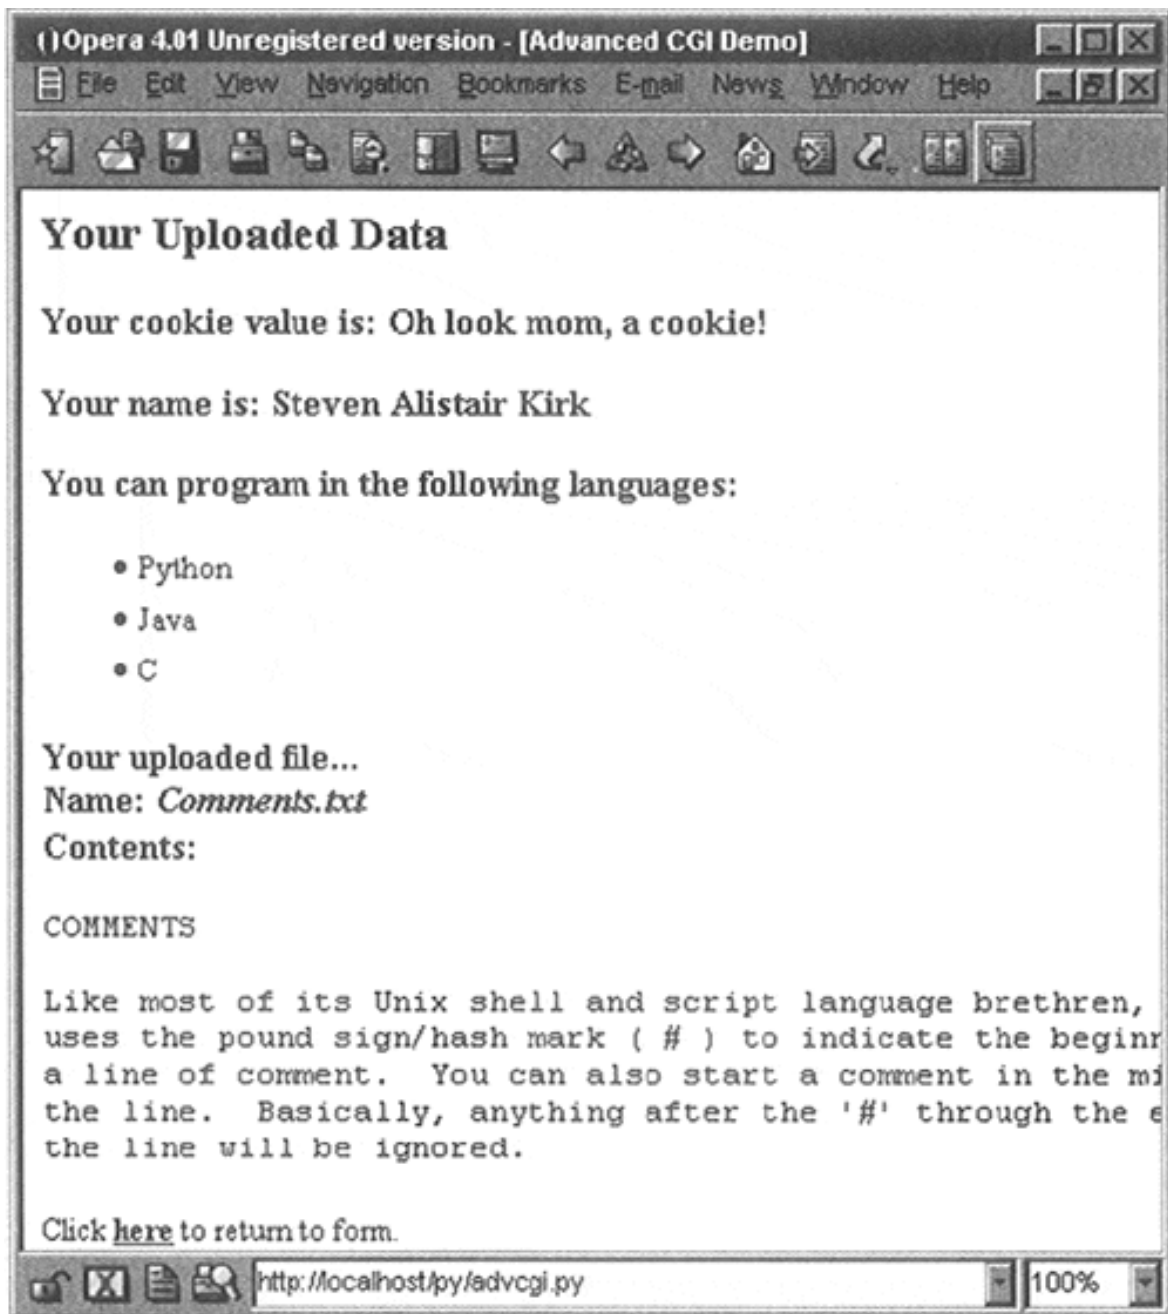 ()Opera 4.01 Unregistered version - [Advanced CGI Demo]
File Edit View Navigation Bookmarks E-mail News Window Help
Your Uploaded Data
Your cookie value is: Oh look mom, a cookie!
Your name is: Steven Alistair Kirk
You can program in the following languages:
• Python
• Java
• C
Your uploaded file...
Name: Comments.txt
Contents:
COMMENTS
Like most of its Unix shell and script language brethren,
uses the pound sign/hash mark ( # ) to indicate the beginn
a line of comment.  You can also start a comment in the mi
the line.  Basically, anything after the '#' through the e
the line will be ignored.
Click here to return to form.
http://localhost/py/advcgi.py 100%